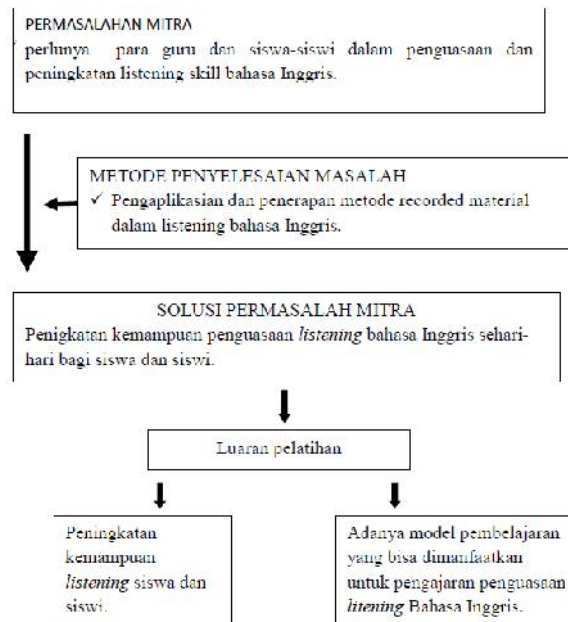 PERMASALAHAN MITRA
✓ perlunya para guru dan siswa-siswi dalam penguasaan dan
peningkatan listening skill bahasa Inggris.
METODE PENYELESAIAN MASALAH
✓ Pengaplikasian dan penerapan metode recorded material
dalam listening bahasa Inggris.
SOLUSI PERMASALAH MITRA
Penigkatan kemampuan penguasaan listening bahasa Inggris sehari-
hari bagi siswa dan siswi.
Luaran pelatihan
Peningkatan
kemampuan
listening siswa dan
siswi.
Adanya model pembelajaran
yang bisa dimanfaatkan
untuk pengajaran penguasaan
litening Bahasa Inggris.